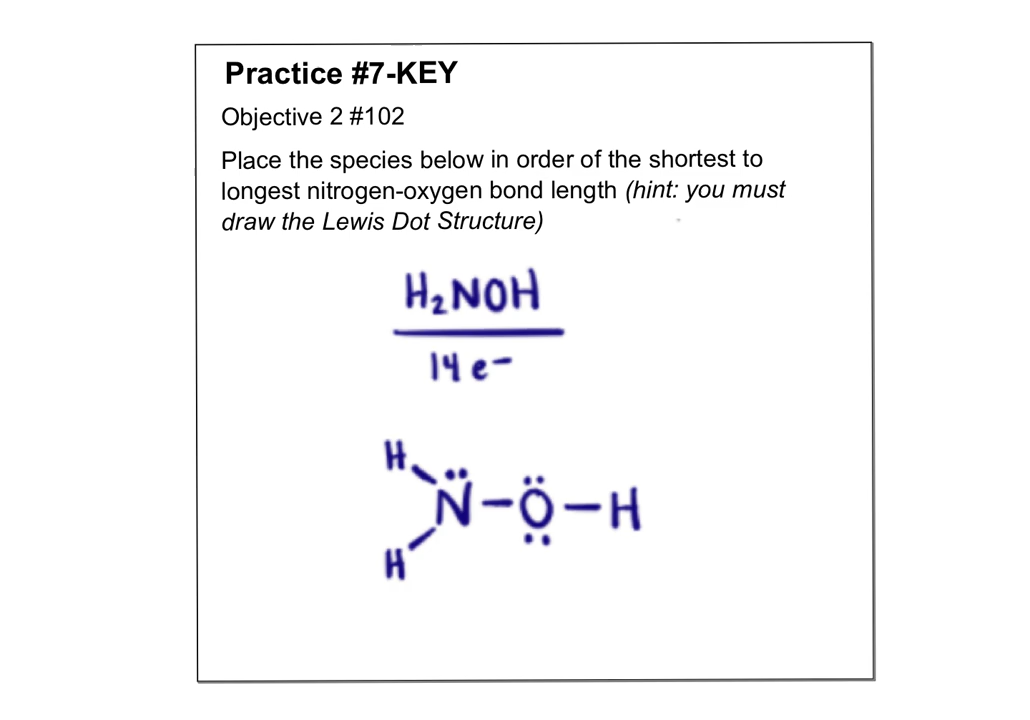 Practice #7-KEY
Objective 2 #102
Place the species below in order of the shortest to
longest nitrogen-oxygen bond length (hint: you must
draw the Lewis Dot Structure)
H₂NOH
14 e⁻
H
N - O - H
H